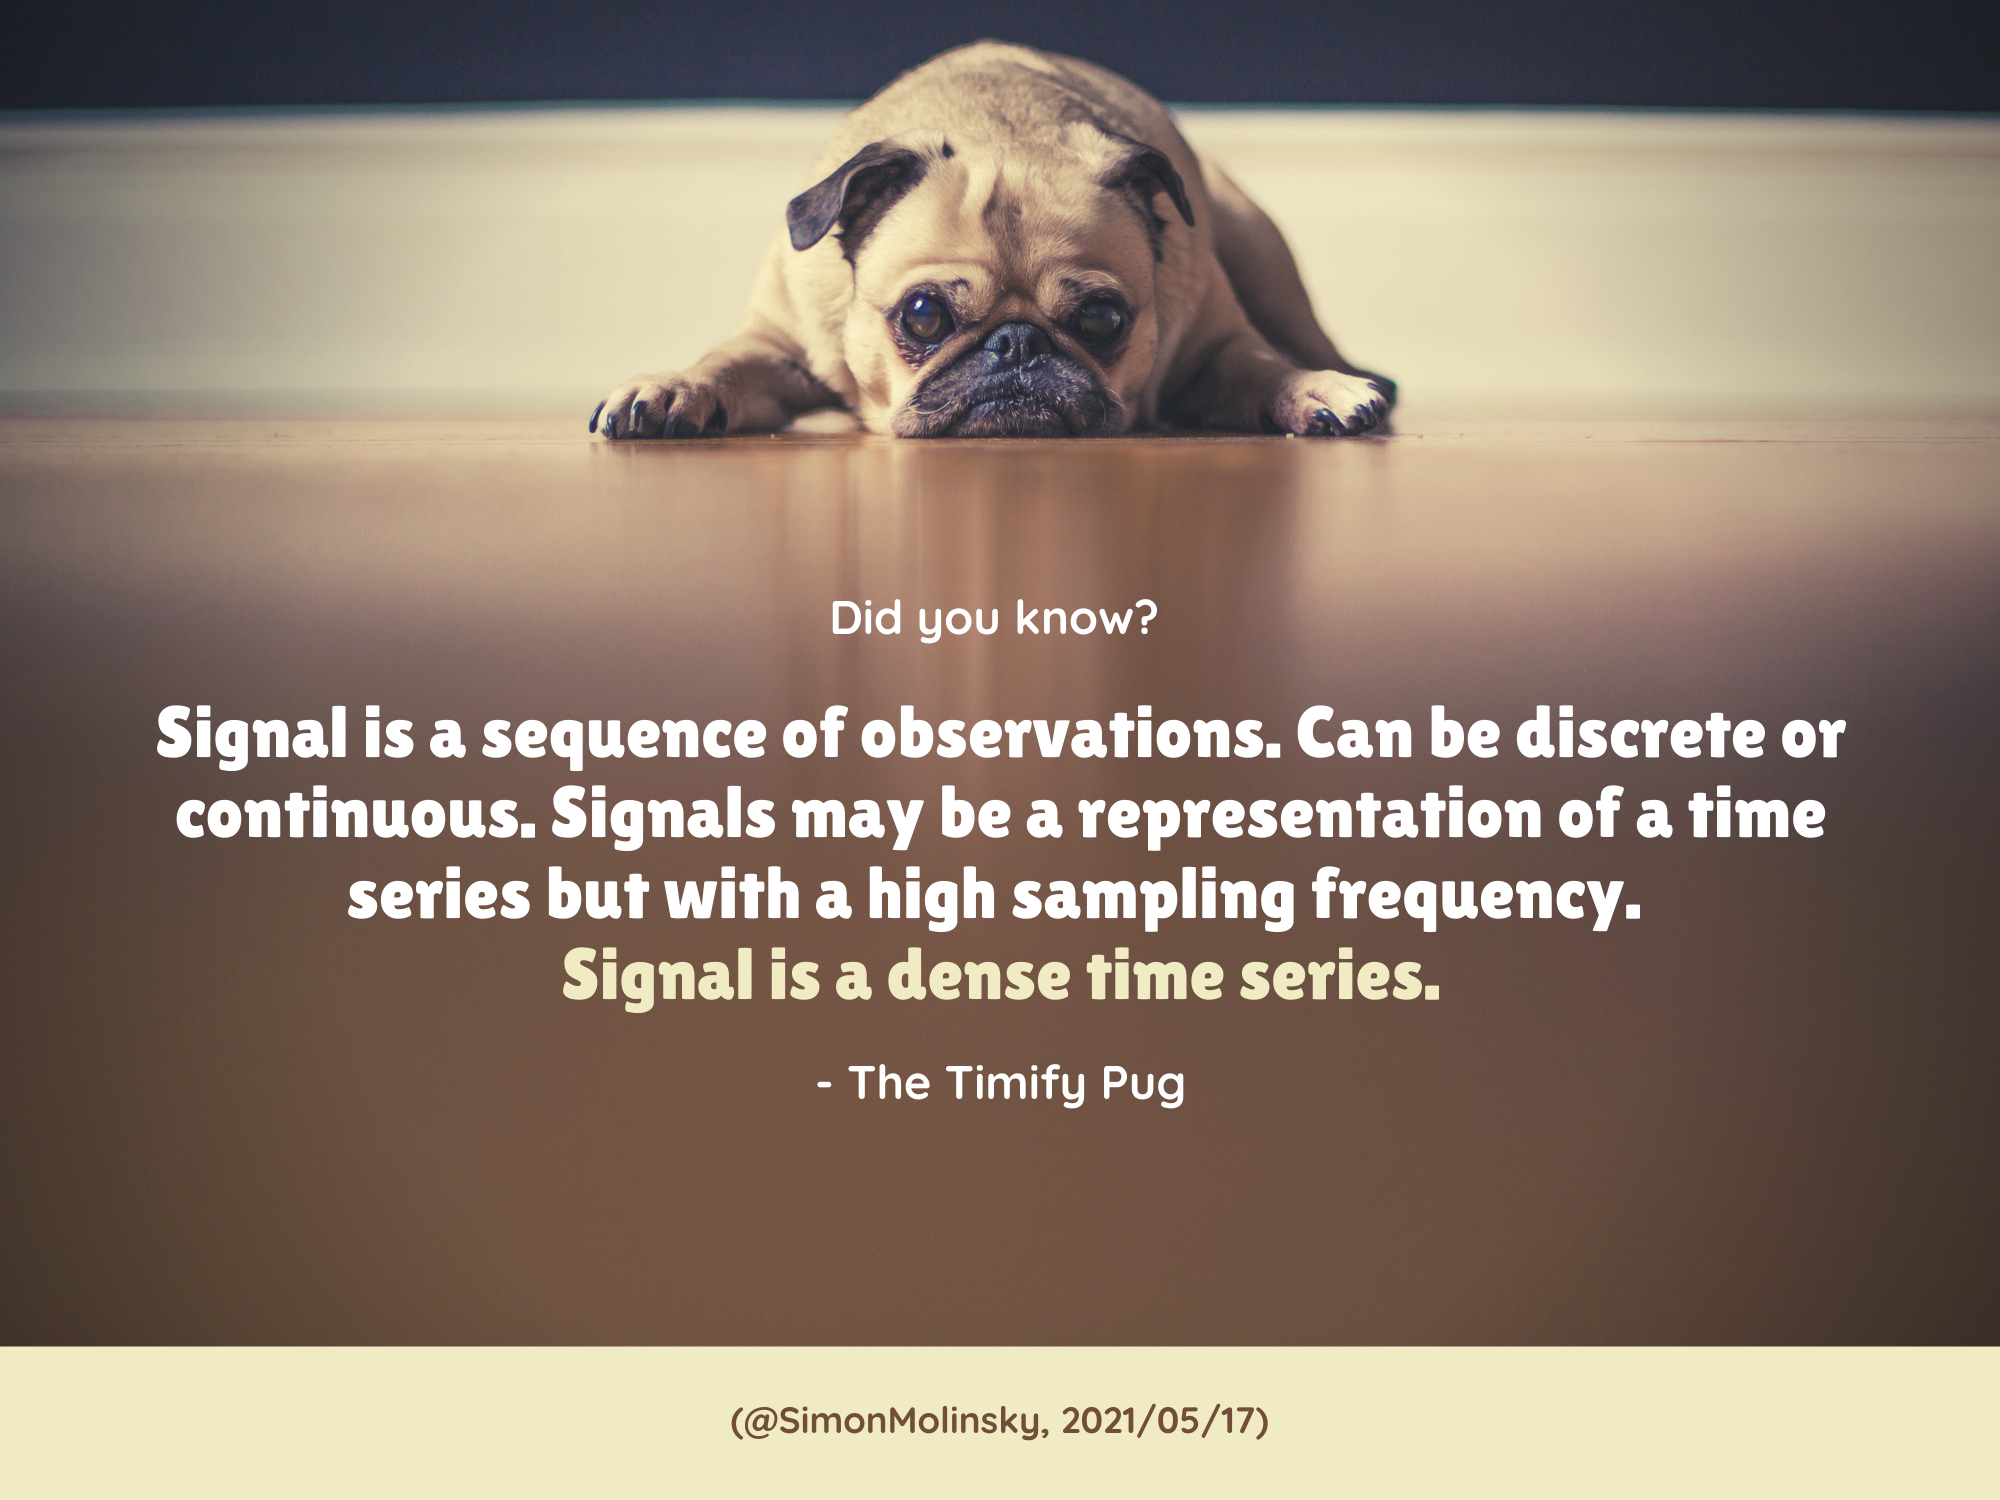 Did you know?
Signal is a sequence of observations. Can be discrete or
continuous. Signals may be a representation of a time
series but with a high sampling frequency.
Signal is a dense time series.
- The Timify Pug
(@SimonMolinsky, 2021/05/17)